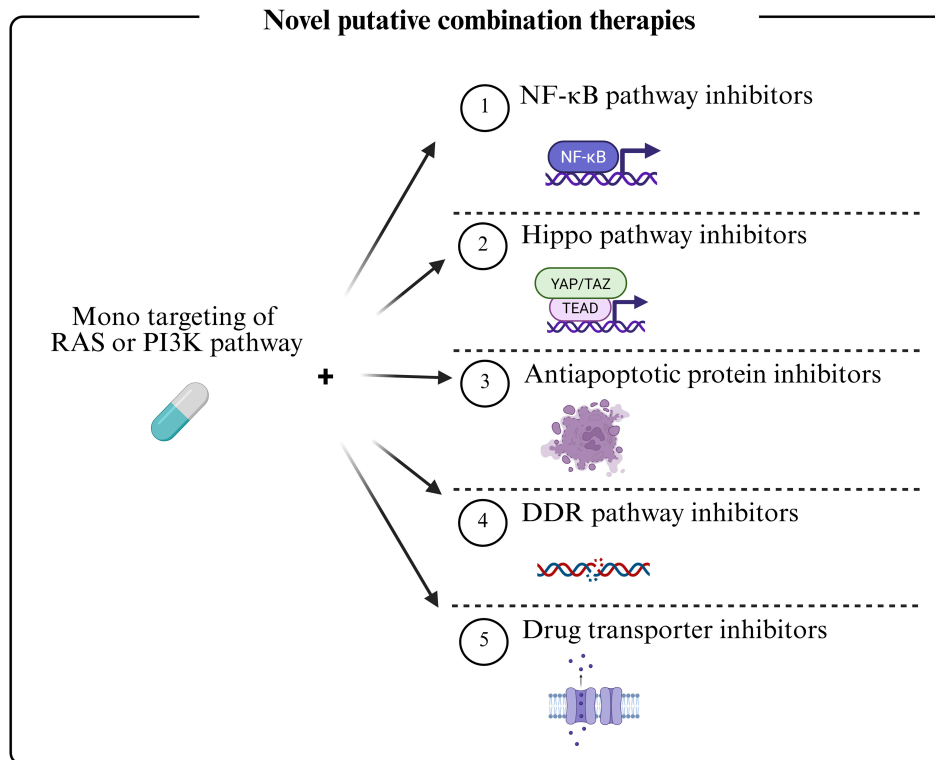 Novel putative combination therapies
1
NF-κB pathway inhibitors
NF-κB
2
Hippo pathway inhibitors
YAP/TAZ
TEAD
Mono targeting of
RAS or PI3K pathway
+
3
Antiapoptotic protein inhibitors
4
DDR pathway inhibitors
5
Drug transporter inhibitors